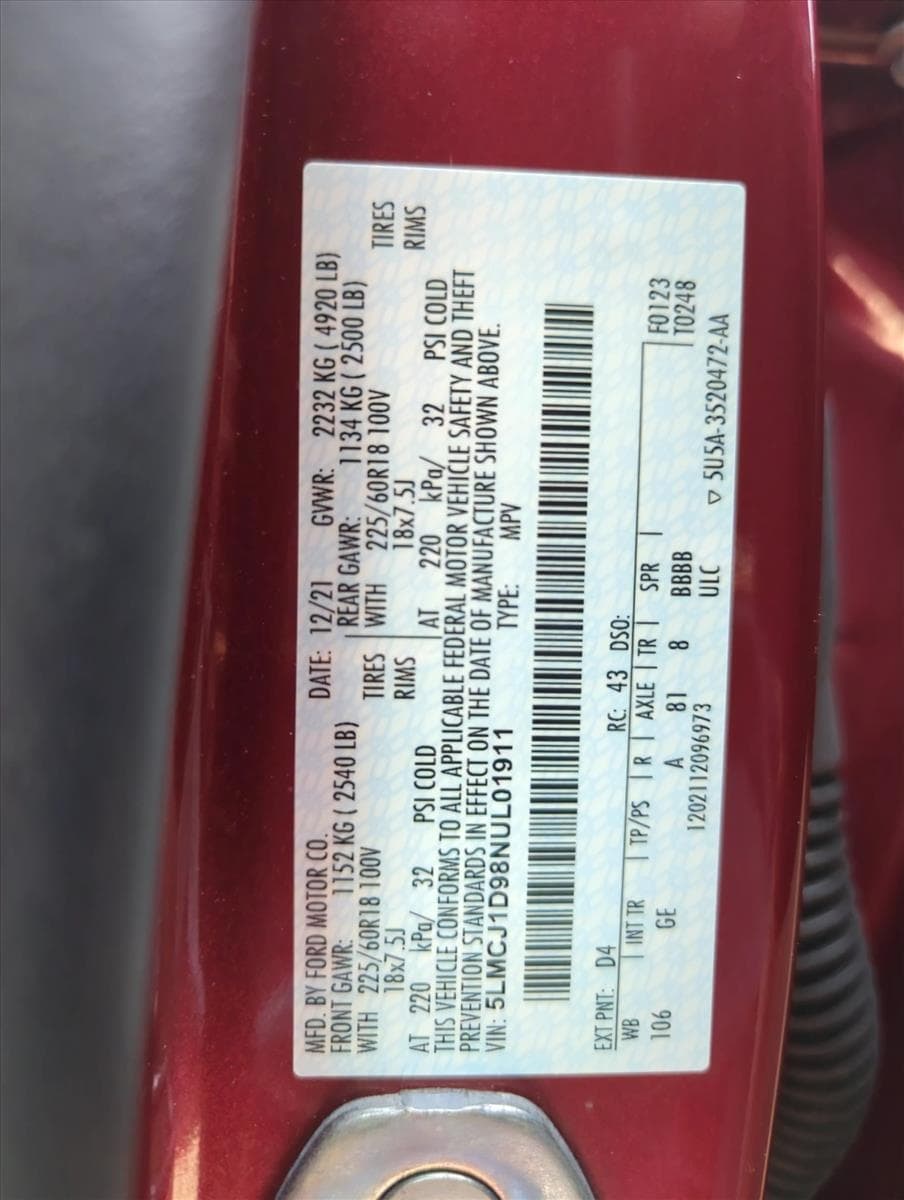 MFD. BY FORD MOTOR CO. DATE: 12/21 GVWR: 2232 KG ( 4920 LB)
FRONT GAWR: 1152 KG ( 2540 LB) REAR GAWR: 1134 KG ( 2500 LB)
WITH 225/60R18 100V TIRES WITH 225/60R18 100V TIRES
18x7.5J RIMS 18x7.5J RIMS
AT 220 kPa/ 32 PSI COLD AT 220 kPa/ 32 PSI COLD
THIS VEHICLE CONFORMS TO ALL APPLICABLE FEDERAL MOTOR VEHICLE SAFETY AND THEFT
PREVENTION STANDARDS IN EFFECT ON THE DATE OF MANUFACTURE SHOWN ABOVE.
VIN: 5LMCJ1D98NUL01911 TYPE: MPV
EXT PNT: D4 RC: 43 DSO:
WB | INT TR | TP/PS | R | AXLE | TR | SPR | F0123
106 GE A 81 8 BBBB T0248
120211209​6973 ULC
▽ 5U5A-3520472-AA